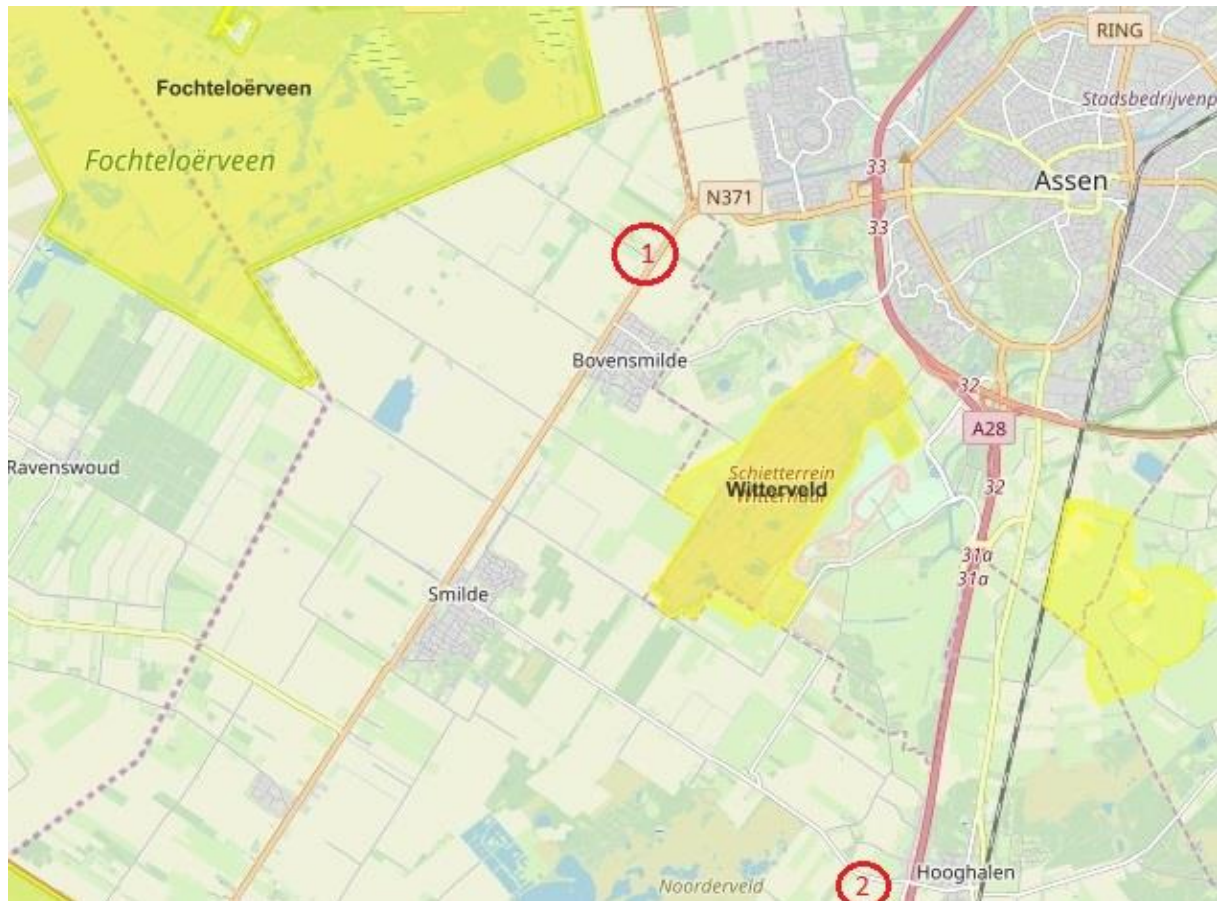 RING
Fochteloërveen
Stadsbedrijvenp
Fochteloërveen
33
Assen
N371
33
1
Bovensmilde
32
A28
Ravenswoud
Schietterrein
Witterveld
Witterhaar
32
31a
31a
Smilde
Hooghalen
Noorderveld
2